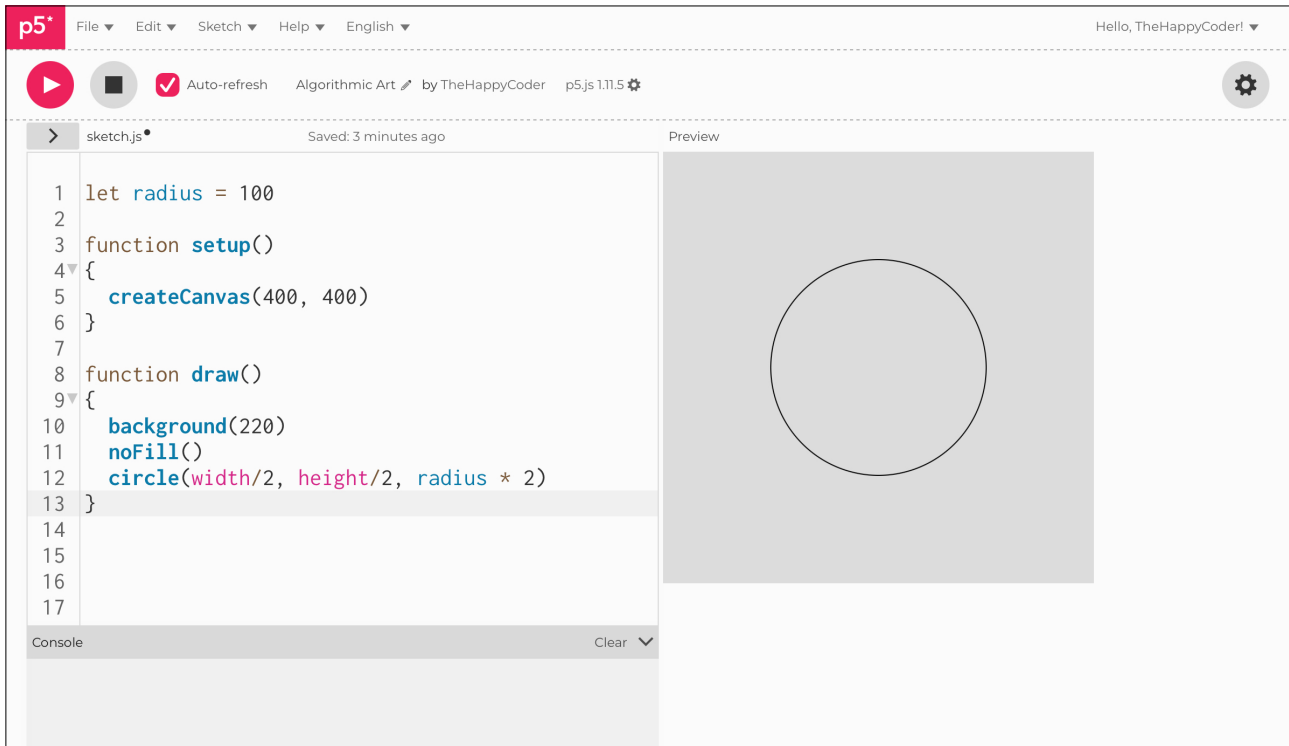 p5* File Edit Sketch Help English Hello, TheHappyCoder!
Auto-refresh Algorithmic Art by TheHappyCoder p5.js 1.11.5
sketch.js Saved: 3 minutes ago Preview
1 let radius = 100
2
3 function setup()
4 {
5 createCanvas(400, 400)
6 }
7
8 function draw()
9 {
10 background(220)
11 noFill()
12 circle(width/2, height/2, radius * 2)
13 }
14
15
16
17
Console Clear